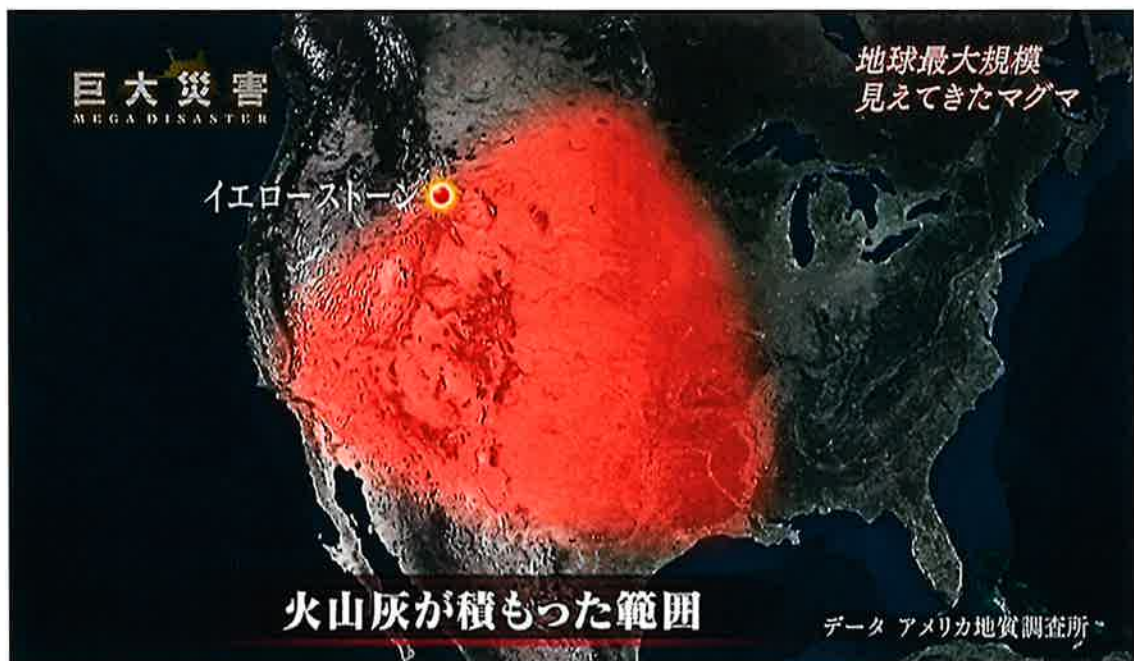 巨大災害
MEGA DISASTER
地球最大規模
見えてきたマグマ
イエローストーン
火山灰が積もった範囲
データ アメリカ地質調査所